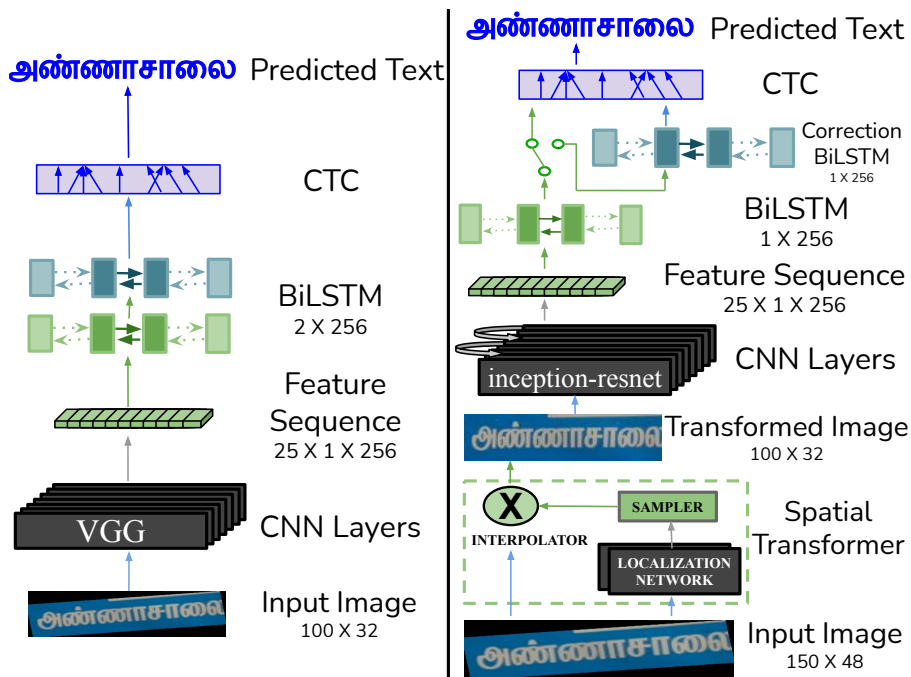 அண்ணாசாலை Predicted Text
CTC
BiLSTM
2 X 256
Feature
Sequence
25 X 1 X 256
VGG
CNN Layers
அண்ணாசாலை
Input Image
100 X 32
அண்ணாசாலை Predicted Text
CTC
Correction
BiLSTM
1 X 256
BiLSTM
1 X 256
Feature Sequence
25 X 1 X 256
inception-resnet
CNN Layers
அண்ணாசாலை
Transformed Image
100 X 32
X
INTERPOLATOR
SAMPLER
LOCALIZATION
NETWORK
Spatial
Transformer
அண்ணாசாலை
Input Image
150 X 48